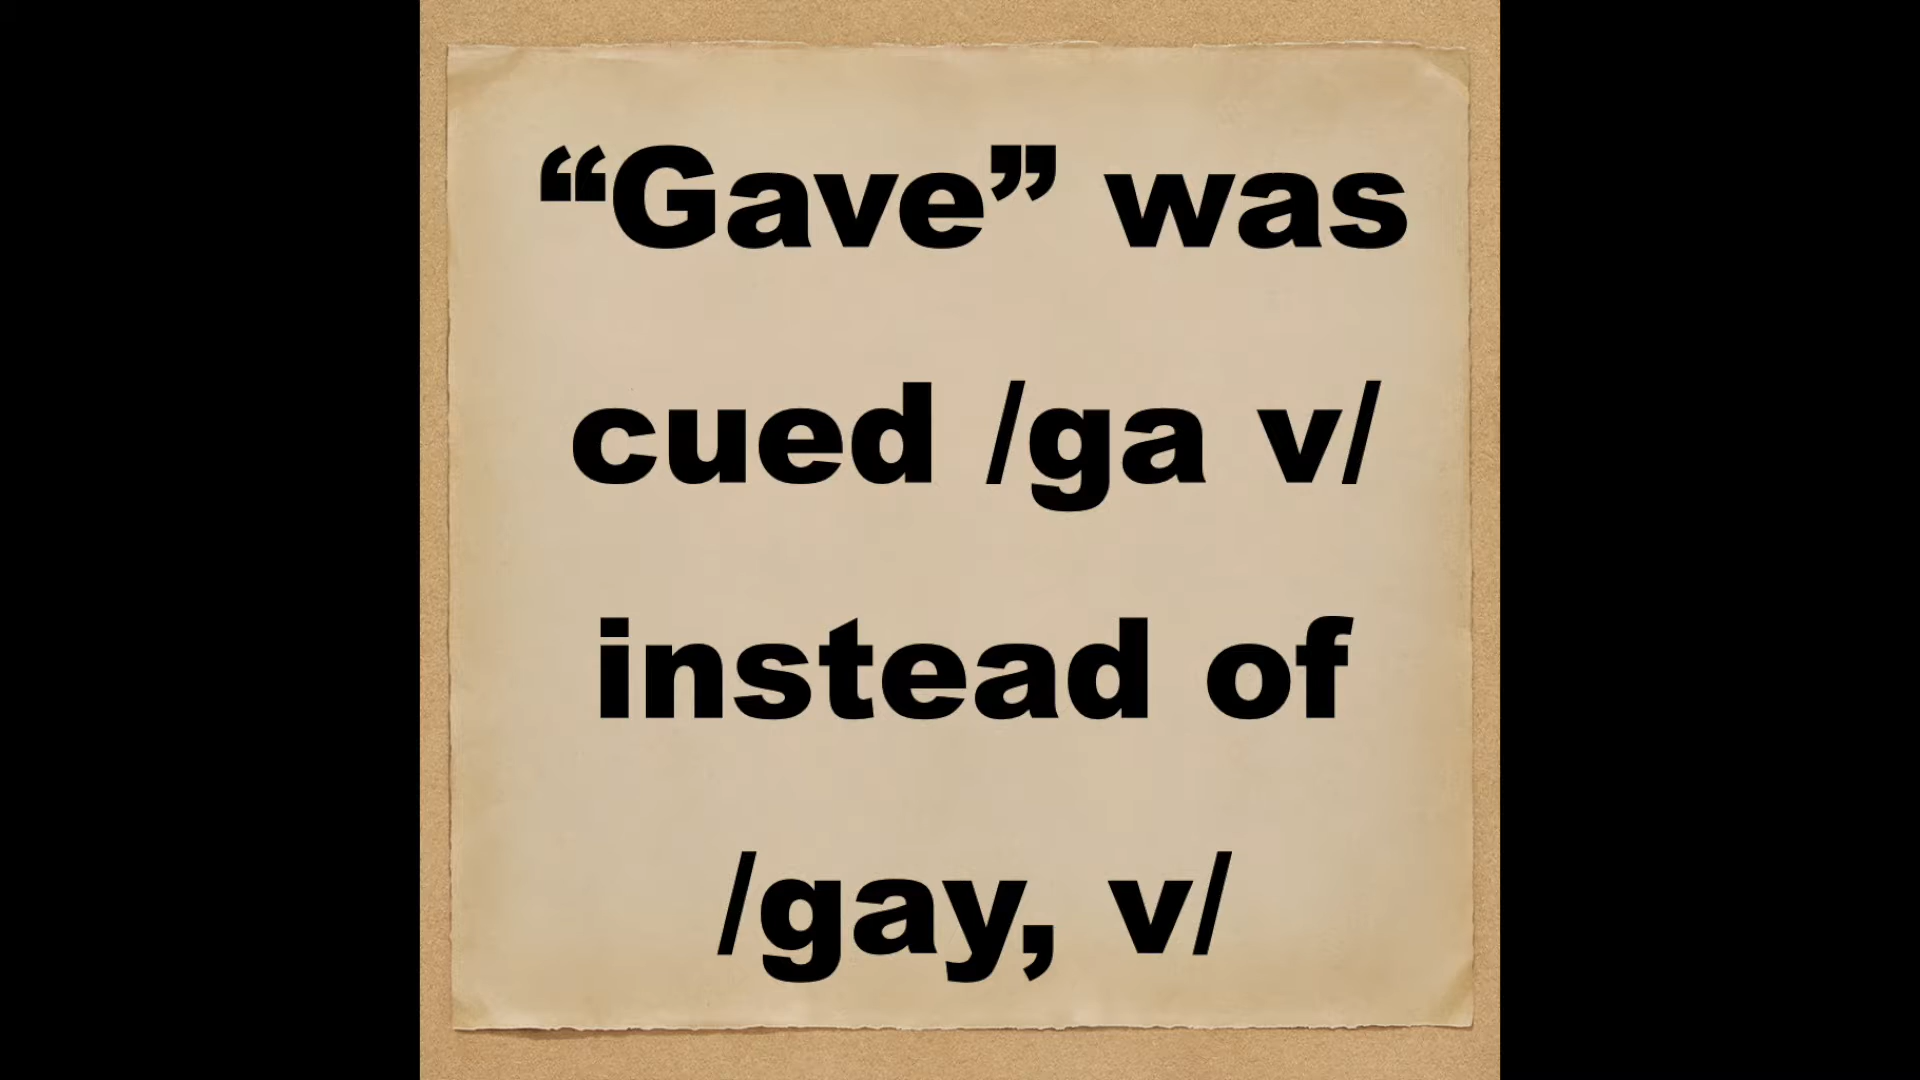 “Gave” was
cued /ga v/
instead of
/gay, v/